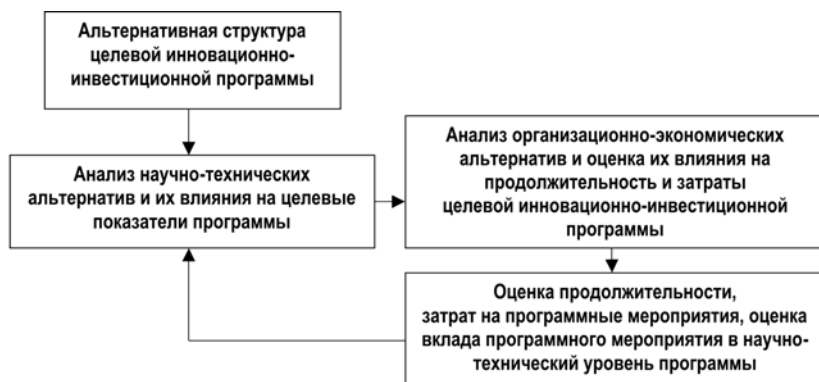 Альтернативная структура
целевой инновационно-
инвестиционной программы
Анализ научно-технических
альтернатив и их влияния на целевые
показатели программы
Анализ организационно-экономических
альтернатив и оценка их влияния на
продолжительность и затраты
целевой инновационно-инвестиционной
программы
Оценка продолжительности,
затрат на программные мероприятия, оценка
вклада программного мероприятия в научно-
технический уровень программы